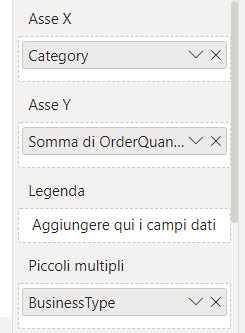 Asse X
Category
Asse Y
Somma di OrderQuan...
Legenda
Aggiungere qui i campi dati
Piccoli multipli
BusinessType